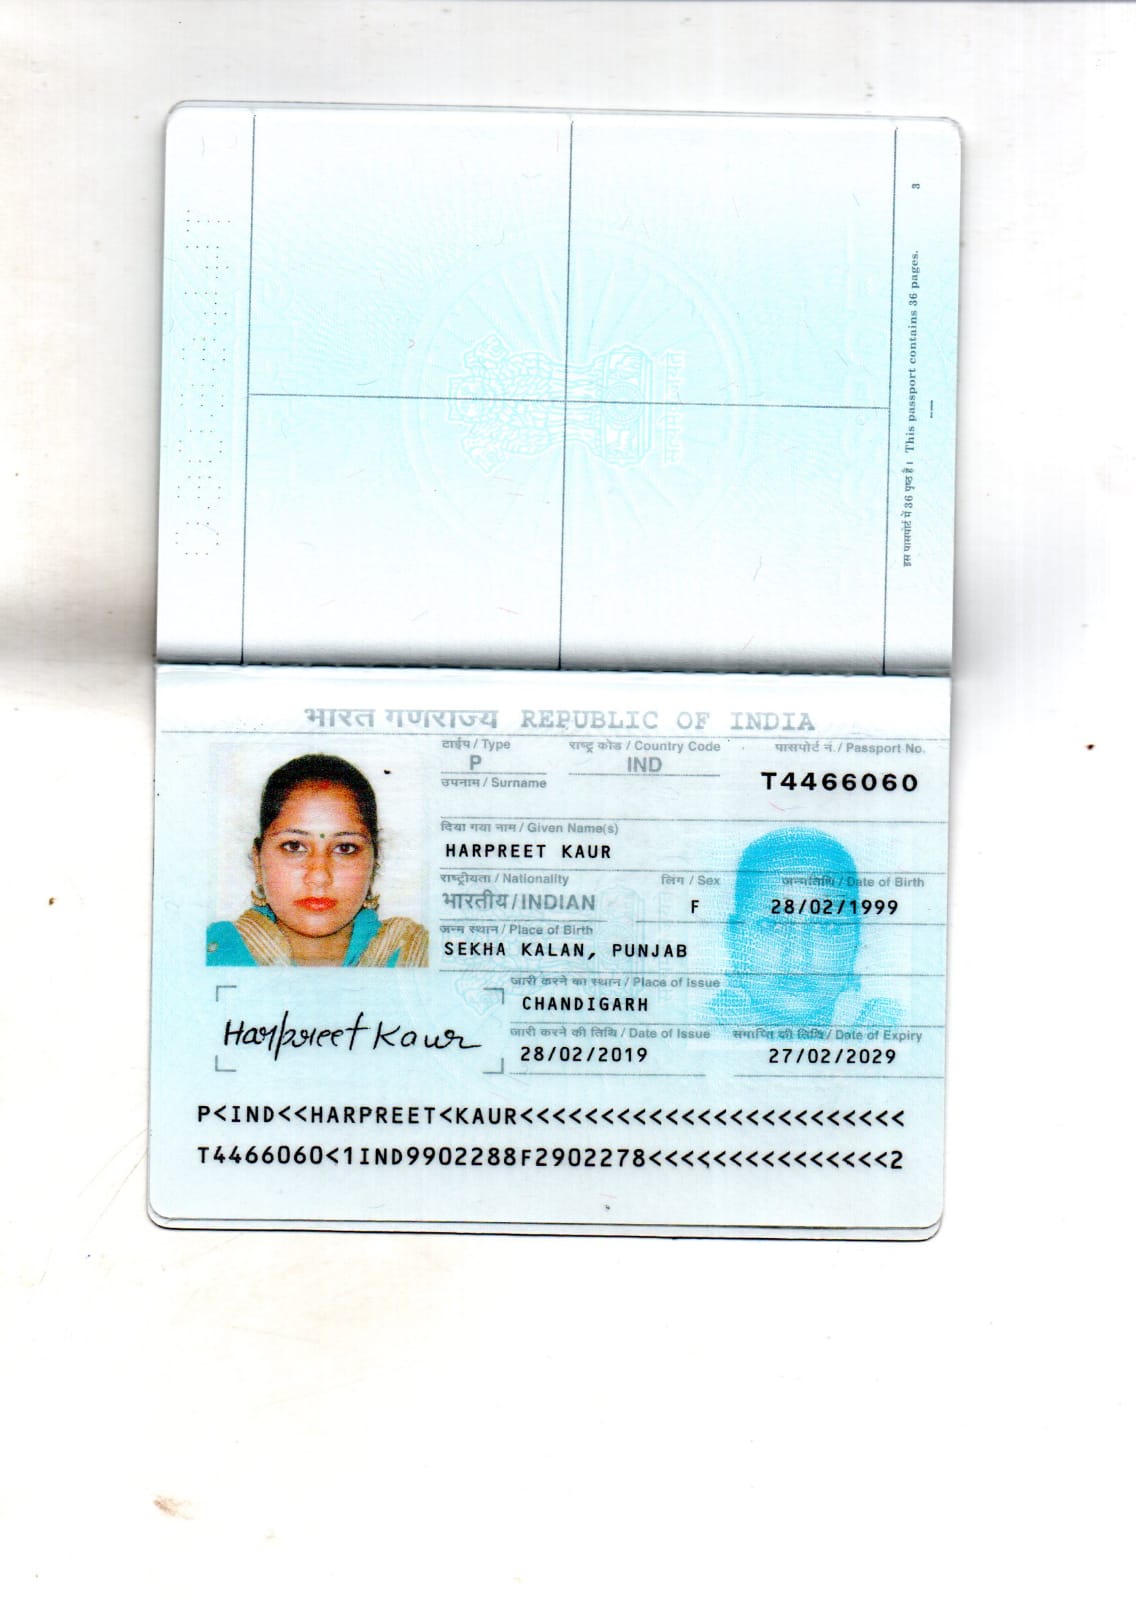 3
इस पासपोर्ट में 36 पृष्ठ है। This passport contains 36 pages.
भारत गणराज्य REPUBLIC OF INDIA
टाईप / Type राष्ट्र कोड / Country Code पासपोर्ट नं. / Passport No.
P IND T4466060
उपनाम / Surname
दिया गया नाम / Given Name(s)
HARPREET KAUR
राष्ट्रीयता / Nationality लिंग / Sex जन्मतिथि / Date of Birth
भारतीय / INDIAN F 28/02/1999
जन्म स्थान / Place of Birth
SEKHA KALAN, PUNJAB
जारी करने का स्थान / Place of Issue
CHANDIGARH
Harpreet Kaur
जारी करने की तिथि / Date of Issue समाप्ति की तिथि / Date of Expiry
28/02/2019 27/02/2029
P<IND<<HARPREET<KAUR<<<<<<<<<<<<<<<<<<<<<<<<
T4466060<1IND9902288F2902278<<<<<<<<<<<<<<<2